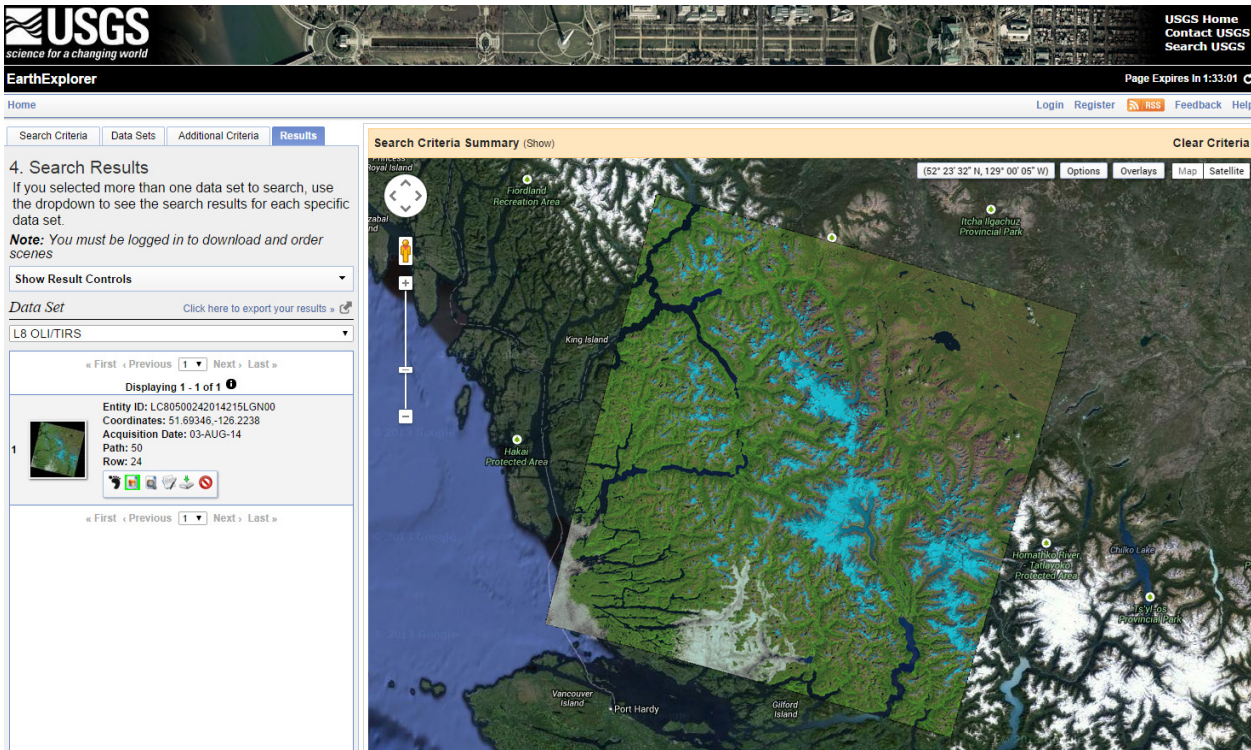 USGS
science for a changing world
USGS Home
Contact USGS
Search USGS
EarthExplorer
Page Expires In 1:33:01
Home
Login Register RSS Feedback Help
Search Criteria Data Sets Additional Criteria Results
4. Search Results
If you selected more than one data set to search, use
the dropdown to see the search results for each specific
data set.
Note: You must be logged in to download and order
scenes
Show Result Controls
Data Set
Click here to export your results »
L8 OLI/TIRS
« First ‹ Previous 1 Next › Last »
Displaying 1 - 1 of 1
1
Entity ID: LC80500242014215LGN00
Coordinates: 51.69346,-126.2238
Acquisition Date: 03-AUG-14
Path: 50
Row: 24
« First ‹ Previous 1 Next › Last »
Search Criteria Summary (Show)
Clear Criteria
(52° 23' 32" N, 129° 00' 05" W) Options Overlays Map Satellite
Royal Island
Fiordland
Recreation Area
Itcha Ilgachuz
Provincial Park
King Island
Hakai
Protected Area
Homathko River
- Tatlayoko
Protected Area
Chilko Lake
Ts'yl-os
Provincial Park
Vancouver
Island
Port Hardy
Gilford
Island